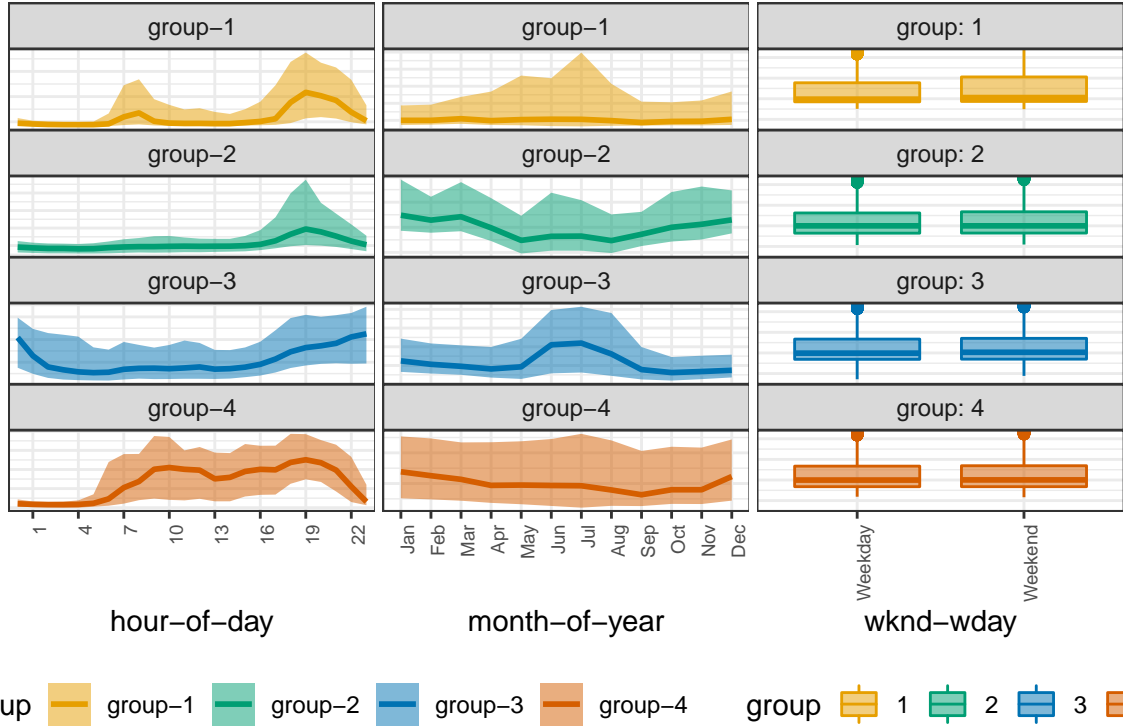 group−1 group−1 group: 1
group−2 group−2 group: 2
group−3 group−3 group: 3
group−4 group−4 group: 4
1 4 7 10 13 16 19 22 Jan Feb Mar Apr May Jun Jul Aug Sep Oct Nov Dec Weekday Weekend
hour−of−day month−of−year wknd−wday
up group−1 group−2 group−3 group−4 group 1 2 3